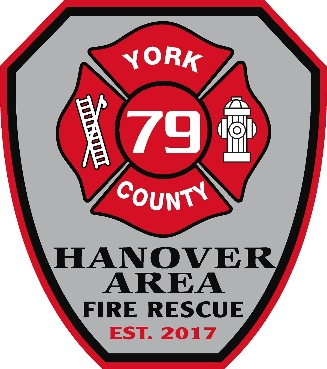 YORK
79
COUNTY
HANOVER
AREA
FIRE RESCUE
EST. 2017